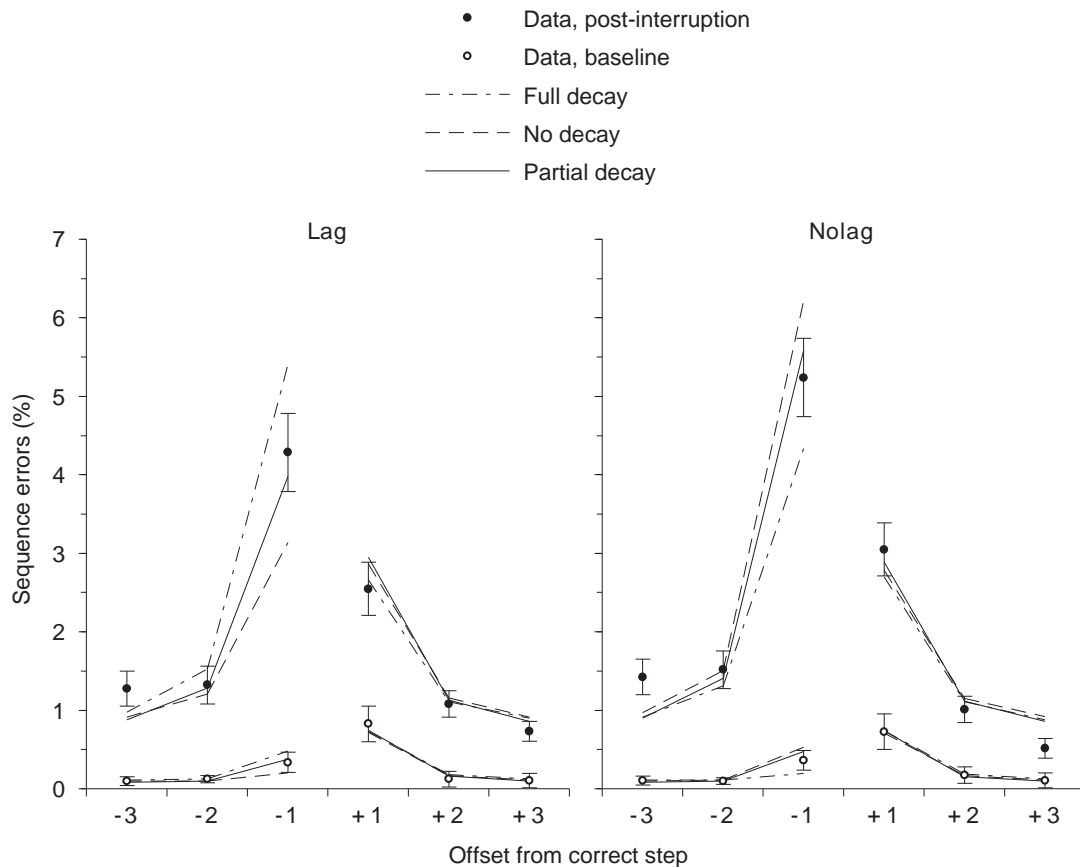 Data, post-interruption
Data, baseline
Full decay
No decay
Partial decay
Lag
Nolag
7
6
5
4
3
2
1
0
Sequence errors (%)
-3 -2 -1 +1 +2 +3
-3 -2 -1 +1 +2 +3
Offset from correct step